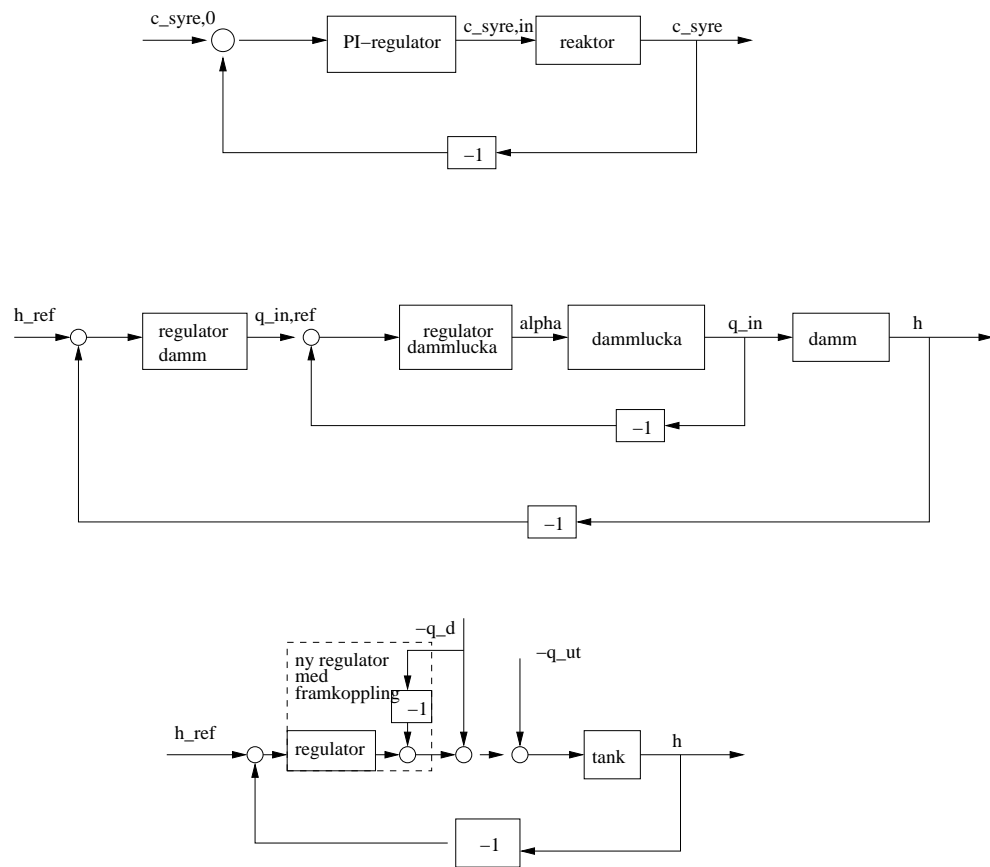 c_syre,0
PI−regulator
c_syre,in
reaktor
c_syre
−1
h_ref
regulator
damm
q_in,ref
regulator
dammlucka
alpha
dammlucka
q_in
damm
h
−1
−1
−q_d
ny regulator
med
framkoppling
−1
−q_ut
h_ref
regulator
tank
h
−1